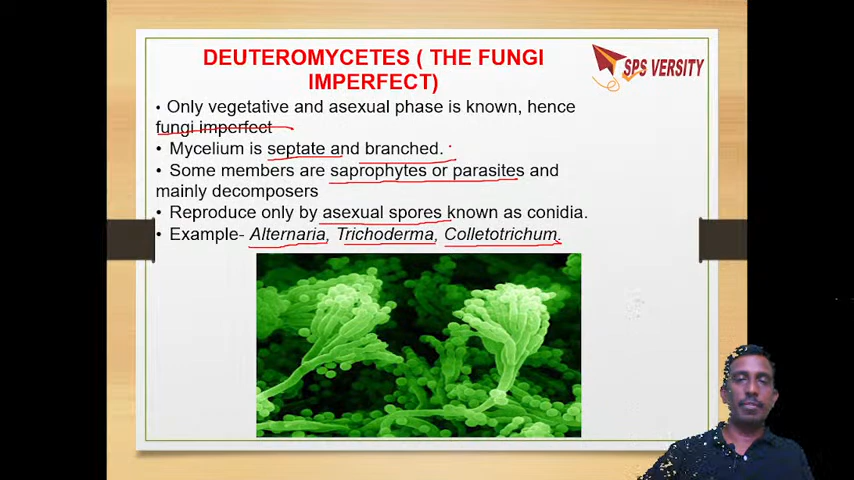 DEUTEROMYCETES ( THE FUNGI
IMPERFECT)
SPS VERSITY
• Only vegetative and asexual phase is known, hence
fungi imperfect
• Mycelium is septate and branched.
• Some members are saprophytes or parasites and
mainly decomposers
• Reproduce only by asexual spores known as conidia.
• Example- Alternaria, Trichoderma, Colletotrichum.